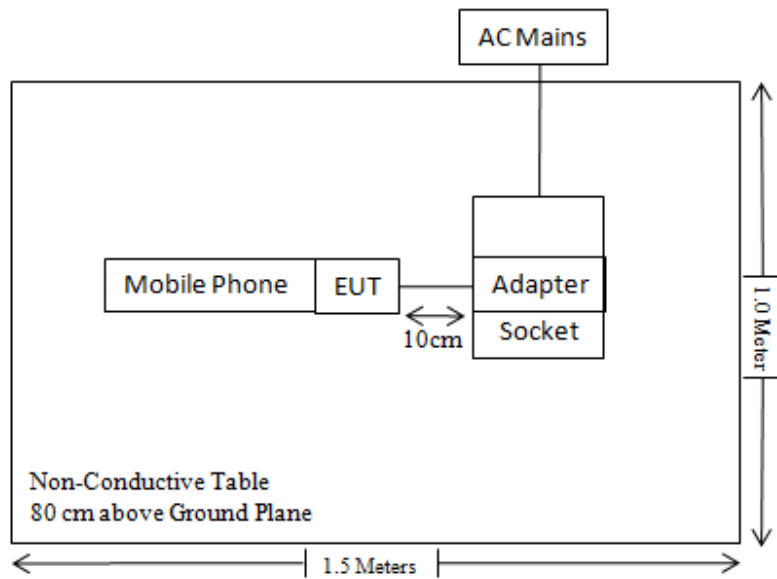 AC Mains
Mobile Phone
EUT
Adapter
10cm
Socket
1.0 Meter
Non-Conductive Table
80 cm above Ground Plane
1.5 Meters